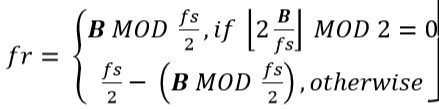 B MOD fs/2, if ⌊2 B/fs⌋ MOD 2 = 0
fr = {
fs/2 − (B MOD fs/2), otherwise